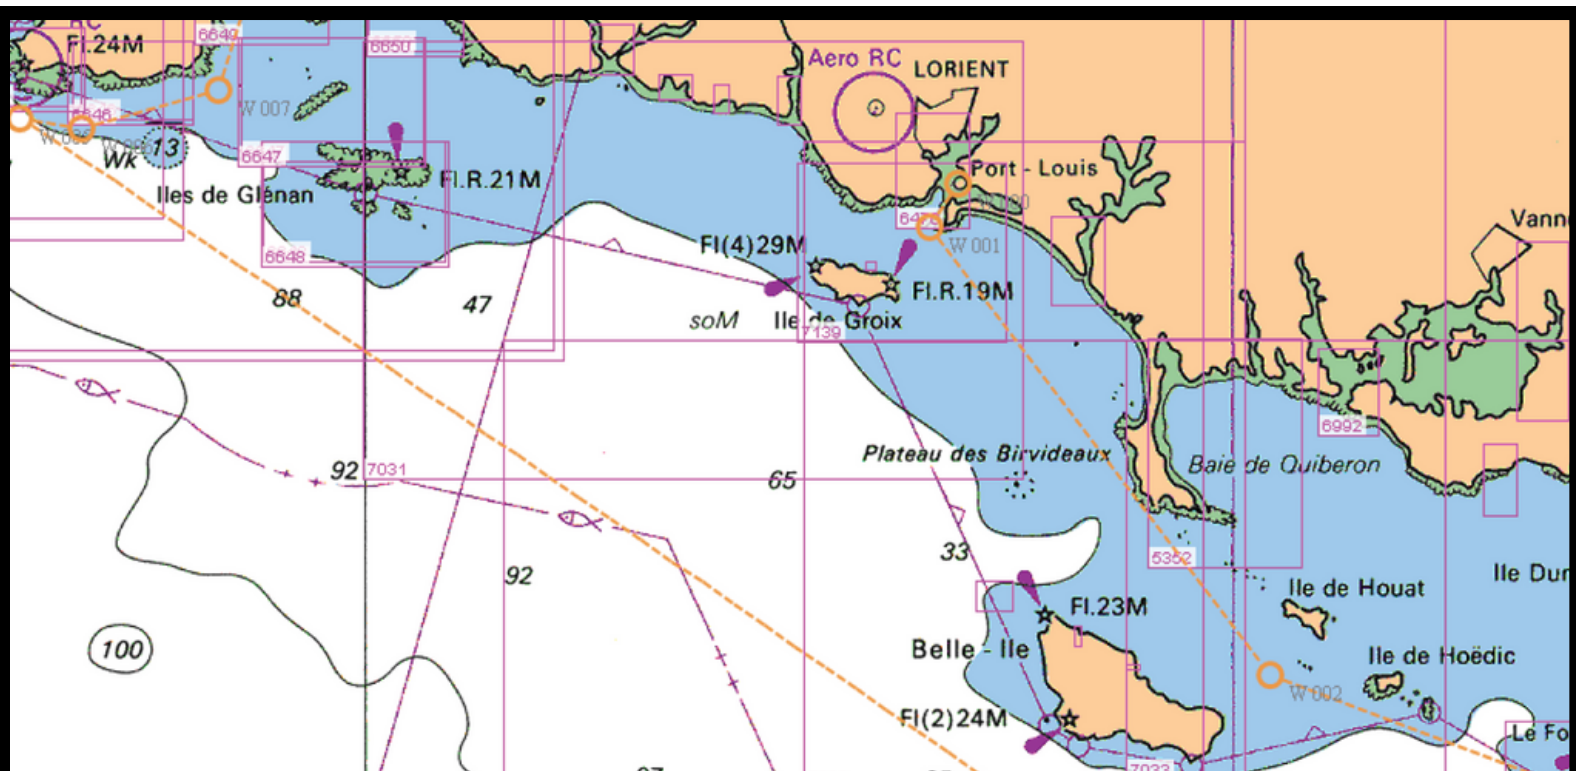 RC
6649
Fl.24M
6650
Aero RC
LORIENT
6646
W 007
13
Wk
6647
Port - Louis
Iles de Glénan
Fl.R.21M
Vann
W 001
6648
Fl(4)29M
88
47
soM
Ile de Groix
Fl.R.19M
7139
6992
Plateau des Birvideaux
Baie de Quiberon
92
7031
65
33
5352
92
Ile Dur
Ile de Houat
Fl.23M
100
Belle - Ile
Ile de Hoëdic
W 002
Fl(2)24M
Le Fo
7033